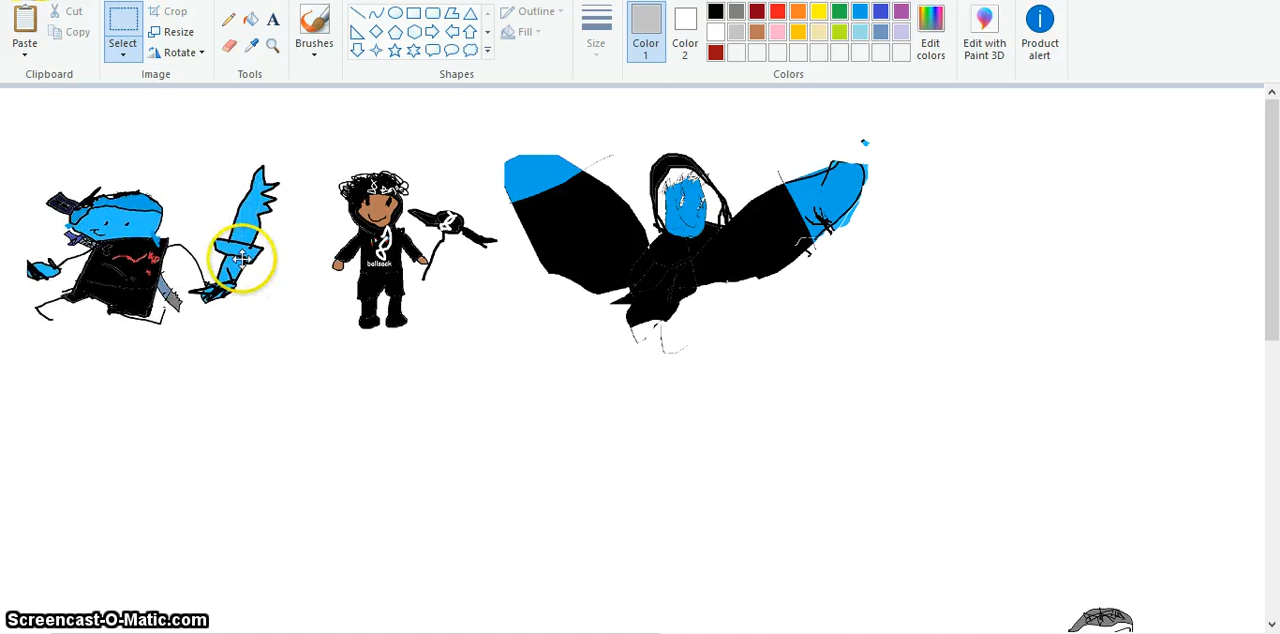 Paste
Cut
Copy
Clipboard
Select
Crop
Resize
Rotate
Image
Tools
A
Brushes
Shapes
Outline
Fill
Size
Color
1
Color
2
Colors
Edit
colors
Edit with
Paint 3D
Product
alert
ballsack
Screencast-O-Matic.com